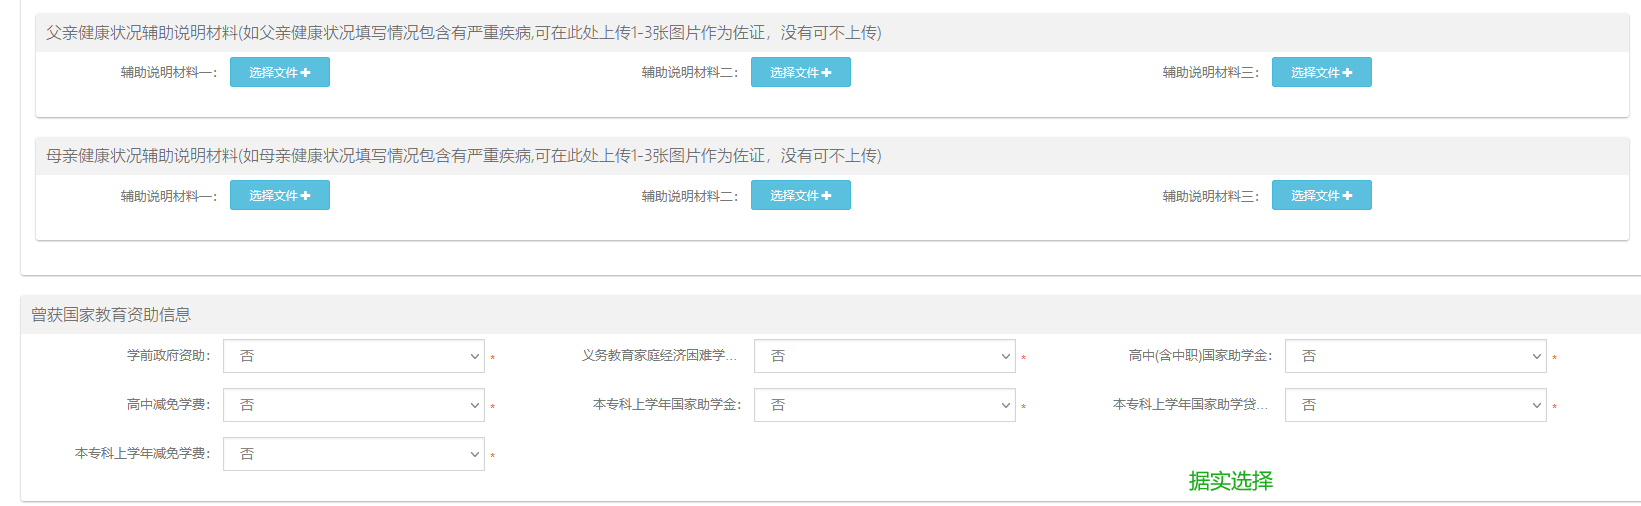 父亲健康状况辅助说明材料(如父亲健康状况填写情况包含有严重疾病,可在此处上传1-3张图片作为佐证，没有可不上传)
辅助说明材料一： 选择文件 辅助说明材料二： 选择文件 辅助说明材料三： 选择文件
母亲健康状况辅助说明材料(如母亲健康状况填写情况包含有严重疾病,可在此处上传1-3张图片作为佐证，没有可不上传)
辅助说明材料一： 选择文件 辅助说明材料二： 选择文件 辅助说明材料三： 选择文件
曾获国家教育资助信息
学前政府资助： 否 * 义务教育家庭经济困难学... 否 * 高中(含中职)国家助学金： 否 *
高中减免学费： 否 * 本专科上学年国家助学金： 否 * 本专科上学年国家助学贷... 否 *
本专科上学年减免学费： 否 *
据实选择